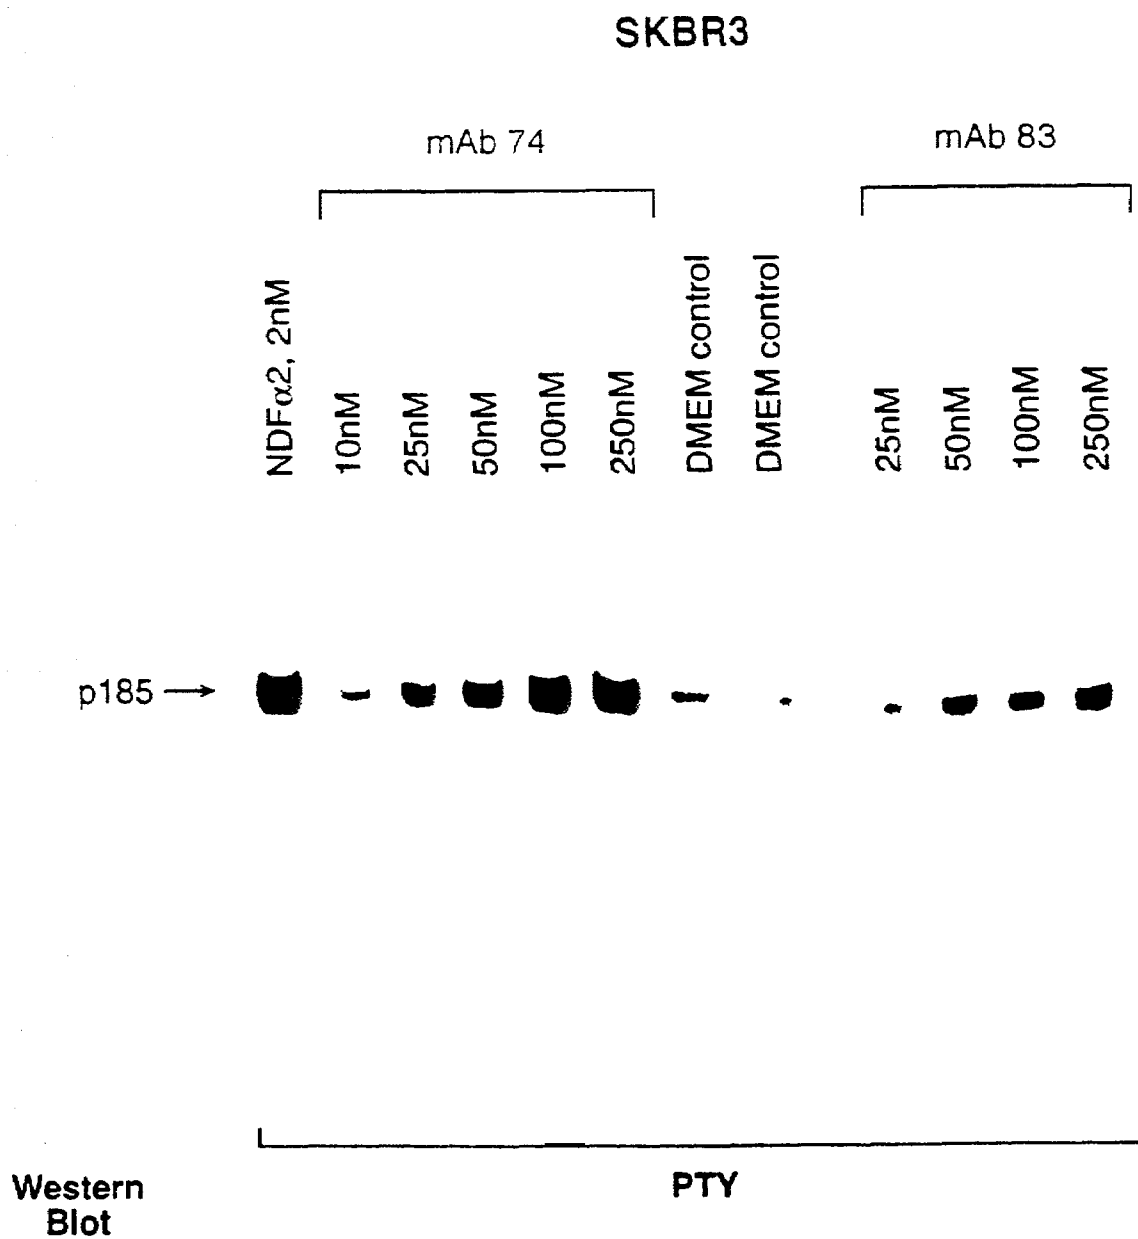 SKBR3
mAb 74
mAb 83
NDFα2, 2nM
10nM
25nM
50nM
100nM
250nM
DMEM control
DMEM control
25nM
50nM
100nM
250nM
p185
PTY
Western
Blot